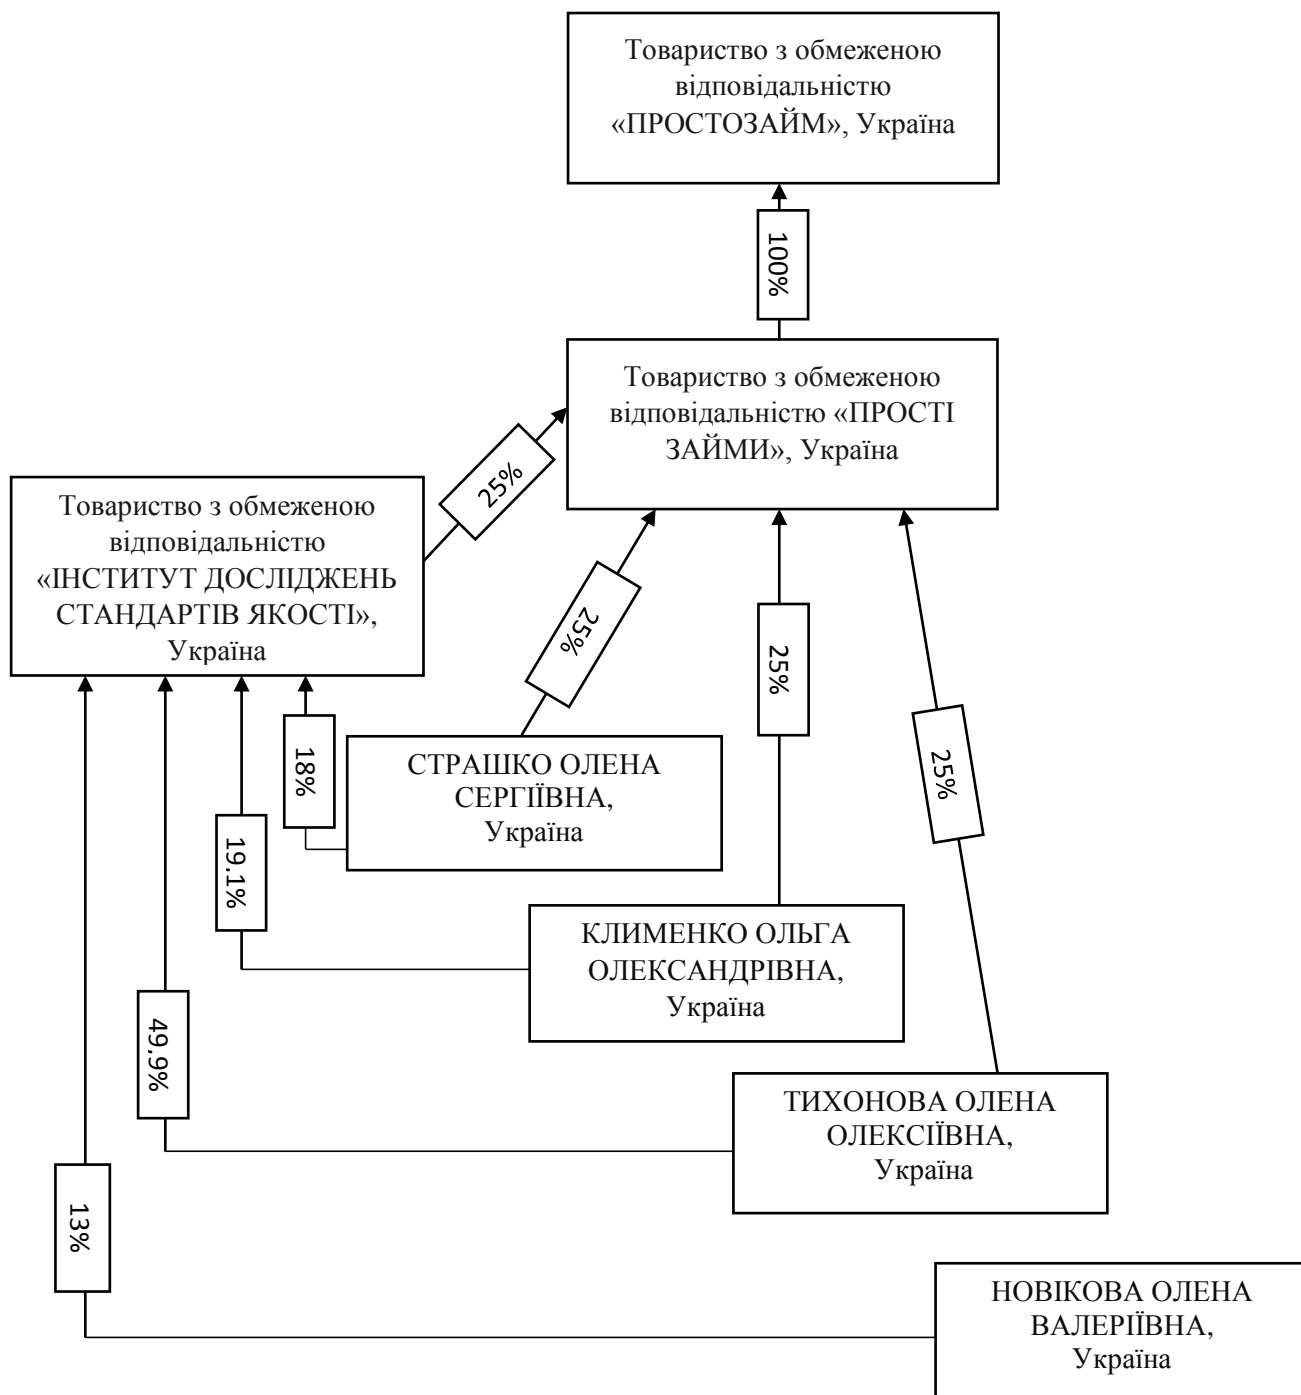 Товариство з обмеженою
відповідальністю
«ПРОСТОЗАЙМ», Україна
100%
Товариство з обмеженою
відповідальністю «ПРОСТІ
ЗАЙМИ», Україна
25%
Товариство з обмеженою
відповідальністю
«ІНСТИТУТ ДОСЛІДЖЕНЬ
СТАНДАРТІВ ЯКОСТІ»,
Україна
25%
25%
25%
18%
СТРАШКО ОЛЕНА
СЕРГІЇВНА,
Україна
19,1%
КЛИМЕНКО ОЛЬГА
ОЛЕКСАНДРІВНА,
Україна
49,9%
ТИХОНОВА ОЛЕНА
ОЛЕКСІЇВНА,
Україна
13%
НОВІКОВА ОЛЕНА
ВАЛЕРІЇВНА,
Україна